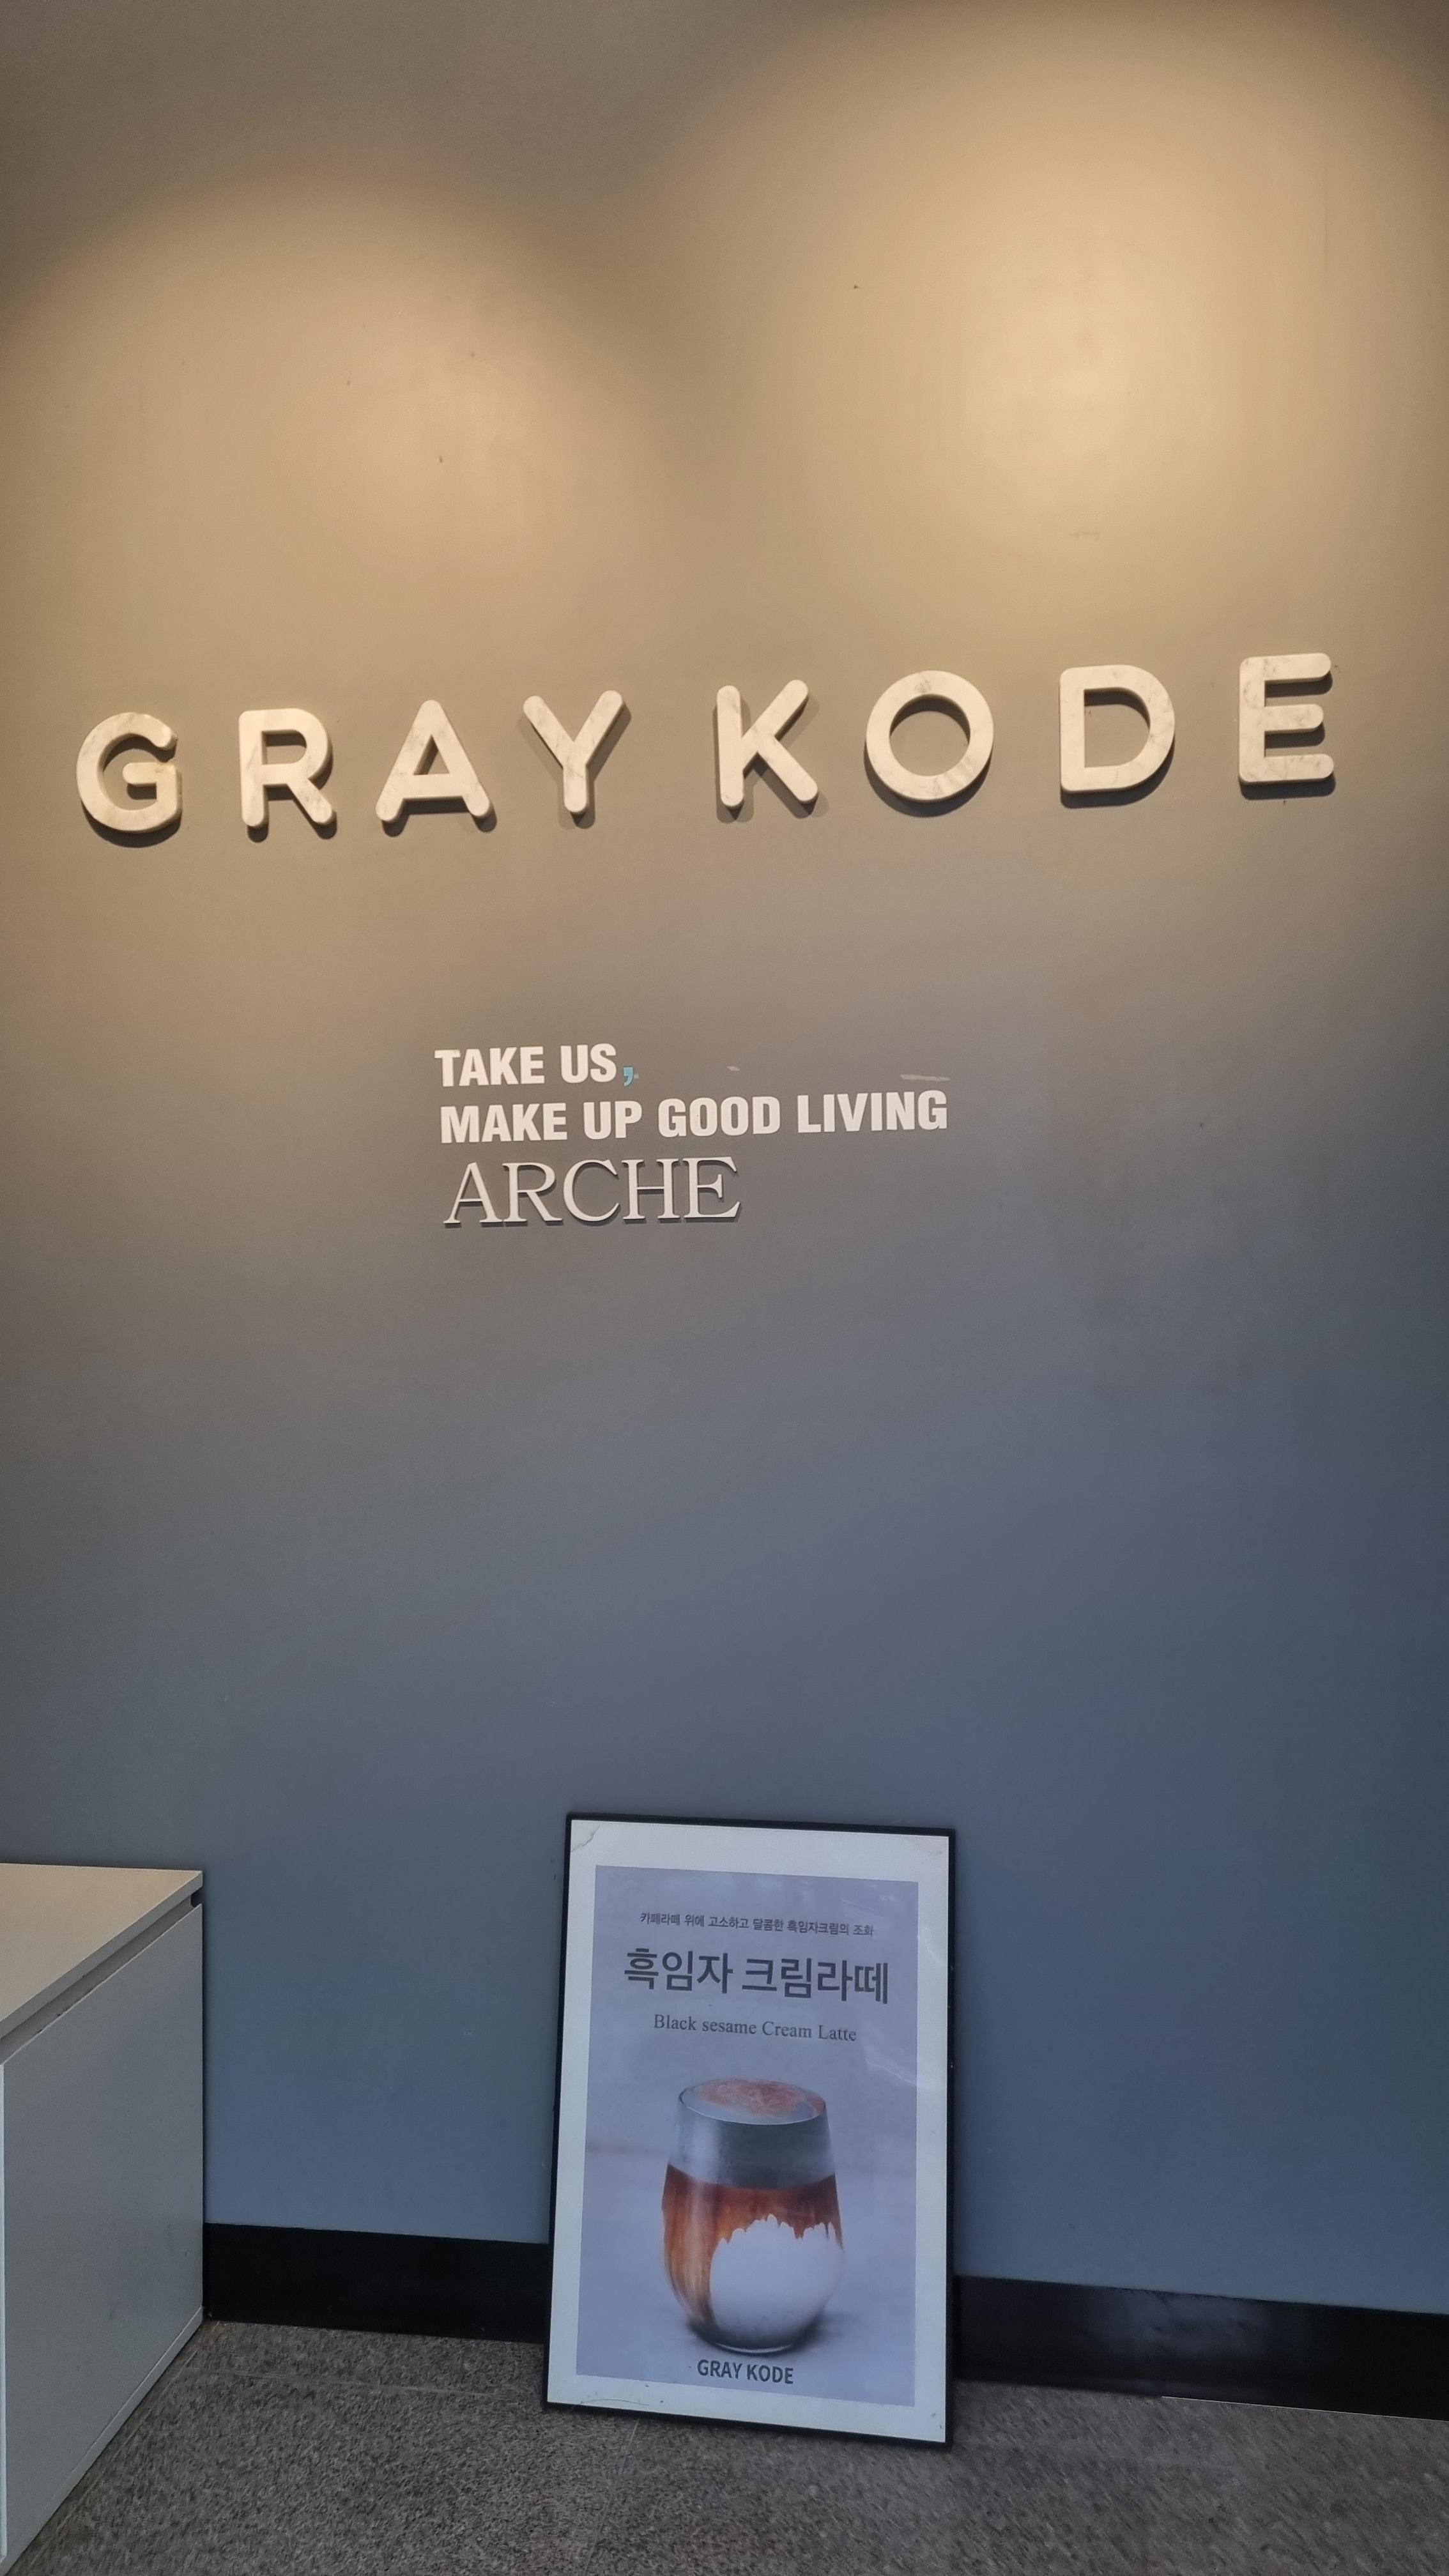 GRAY KODE
TAKE US,
MAKE UP GOOD LIVING
ARCHE
카페라떼 위에 고소하고 달콤한 흑임자크림의 조화
흑임자 크림라떼
Black sesame Cream Latte
GRAY KODE